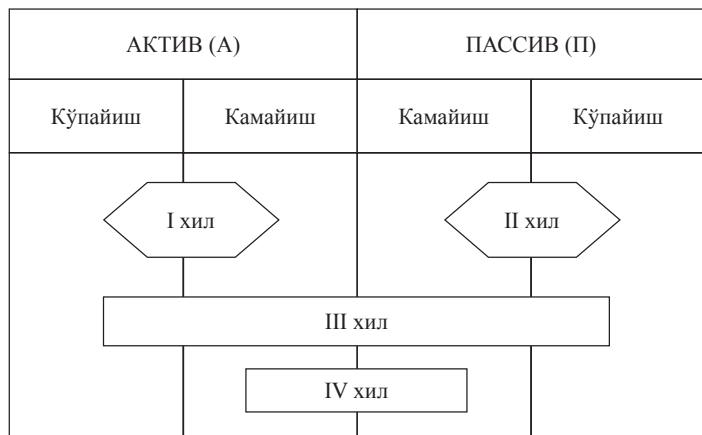 АКТИВ (А) ПАССИВ (П)
Кўпайиш Камайиш Камайиш Кўпайиш
I хил II хил
III хил
IV хил